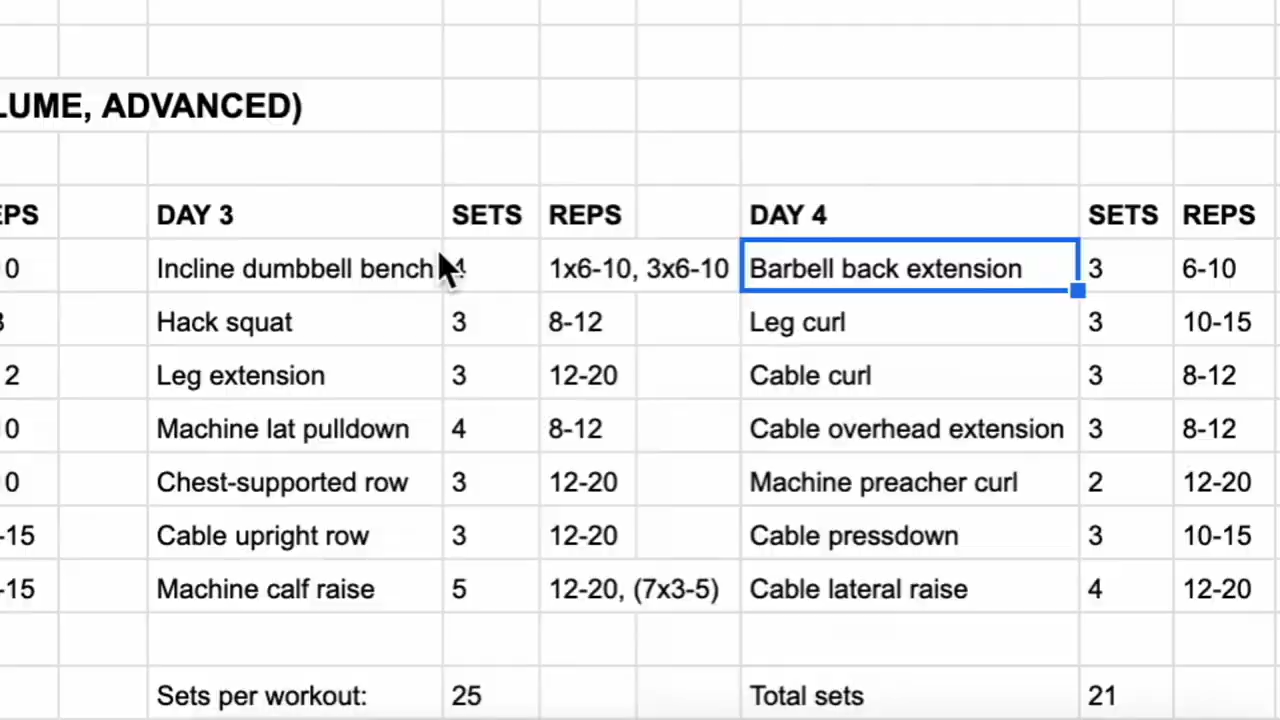 LUME, ADVANCED)
EPS DAY 3 SETS REPS DAY 4 SETS REPS
0 Incline dumbbell bench 4 1x6-10, 3x6-10 Barbell back extension 3 6-10
Hack squat 3 8-12 Leg curl 3 10-15
2 Leg extension 3 12-20 Cable curl 3 8-12
0 Machine lat pulldown 4 8-12 Cable overhead extension 3 8-12
0 Chest-supported row 3 12-20 Machine preacher curl 2 12-20
-15 Cable upright row 3 12-20 Cable pressdown 3 10-15
-15 Machine calf raise 5 12-20, (7x3-5) Cable lateral raise 4 12-20
Sets per workout: 25 Total sets 21